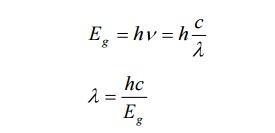 E_g = hν = h c/λ
λ = hc/E_g